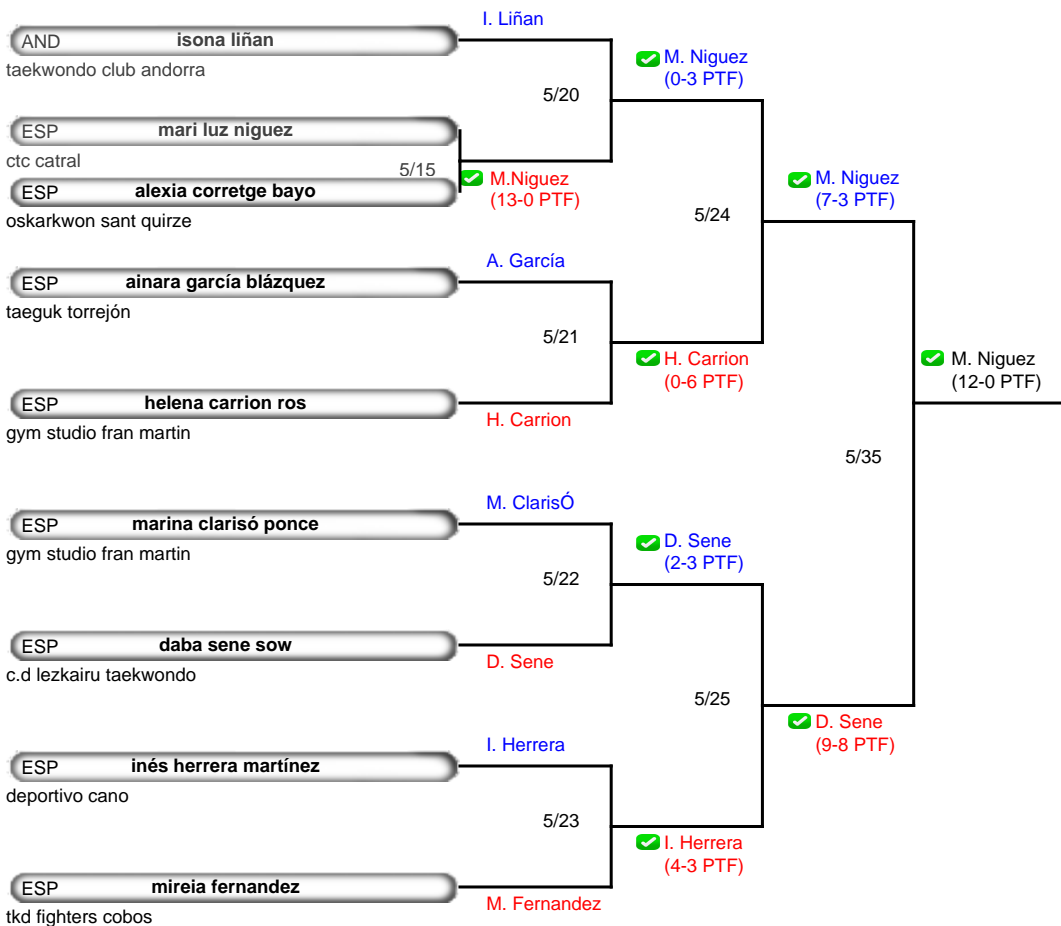 I. Liñan
AND isona liñan
taekwondo club andorra
M. Niguez
(0-3 PTF)
5/20
ESP mari luz niguez
ctc catral
5/15
M.Niguez
(13-0 PTF)
ESP alexia corretge bayo
oskarkwon sant quirze
M. Niguez
(7-3 PTF)
5/24
A. García
ESP ainara garcía blázquez
taeguk torrejón
5/21
H. Carrion
(0-6 PTF)
M. Niguez
(12-0 PTF)
ESP helena carrion ros
gym studio fran martin
H. Carrion
5/35
M. ClarisÓ
ESP marina clarisó ponce
gym studio fran martin
D. Sene
(2-3 PTF)
5/22
ESP daba sene sow
c.d lezkairu taekwondo
D. Sene
5/25
D. Sene
(9-8 PTF)
I. Herrera
ESP inés herrera martínez
deportivo cano
5/23
I. Herrera
(4-3 PTF)
ESP mireia fernandez
tkd fighters cobos
M. Fernandez